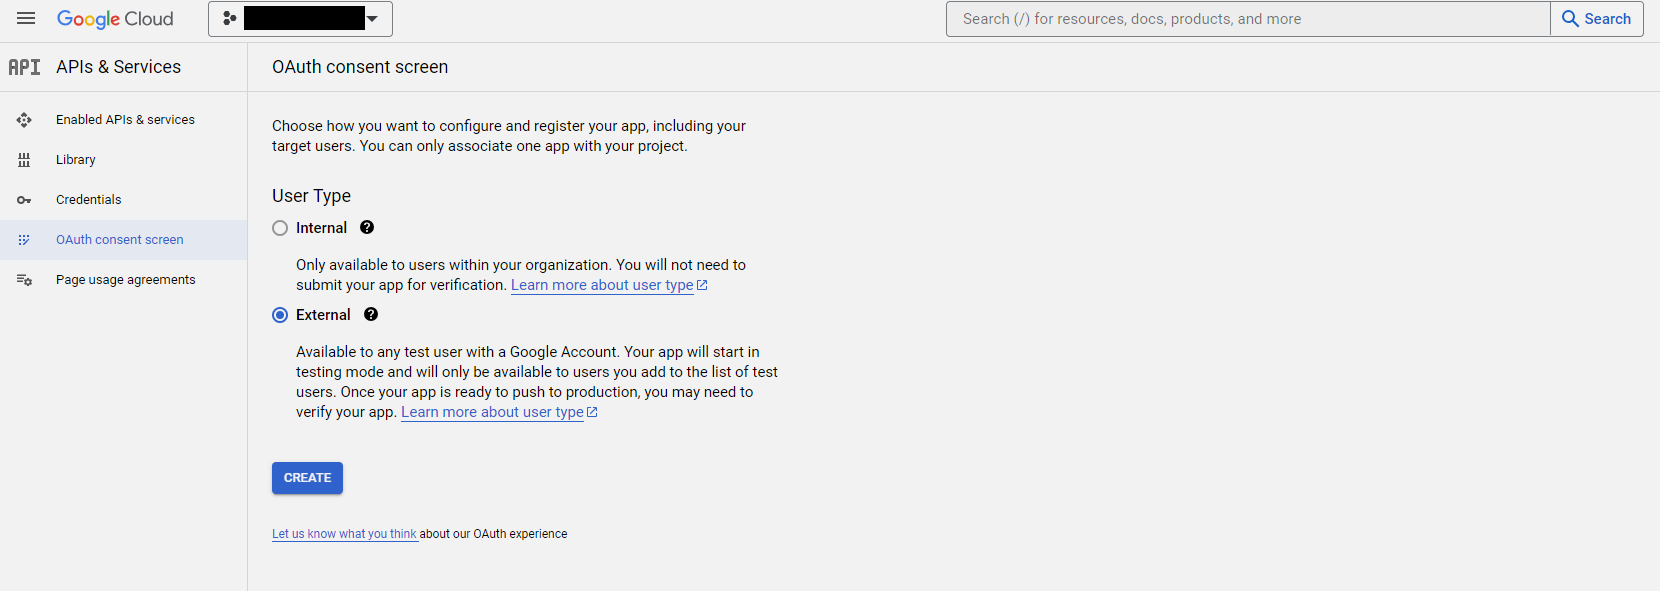 Google Cloud
Search (/) for resources, docs, products, and more
Search
API
APIs & Services
OAuth consent screen
Enabled APIs & services
Library
Credentials
OAuth consent screen
Page usage agreements
Choose how you want to configure and register your app, including your
target users. You can only associate one app with your project.
User Type
Internal
Only available to users within your organization. You will not need to
submit your app for verification. Learn more about user type
External
Available to any test user with a Google Account. Your app will start in
testing mode and will only be available to users you add to the list of test
users. Once your app is ready to push to production, you may need to
verify your app. Learn more about user type
CREATE
Let us know what you think about our OAuth experience